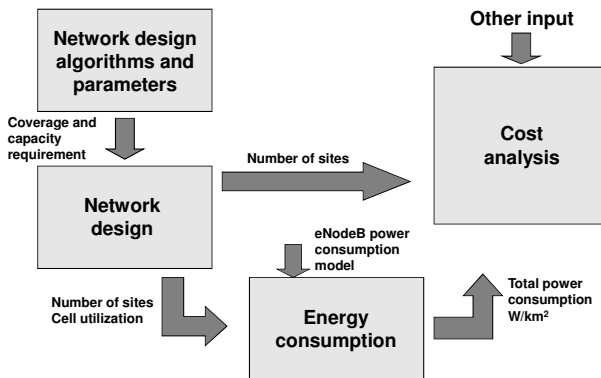 Network design
algorithms and
parameters
Other input
Coverage and
capacity
requirement
Cost
analysis
Number of sites
Network
design
eNodeB power
consumption
model
Number of sites
Cell utilization
Energy
consumption
Total power
consumption
W/km²